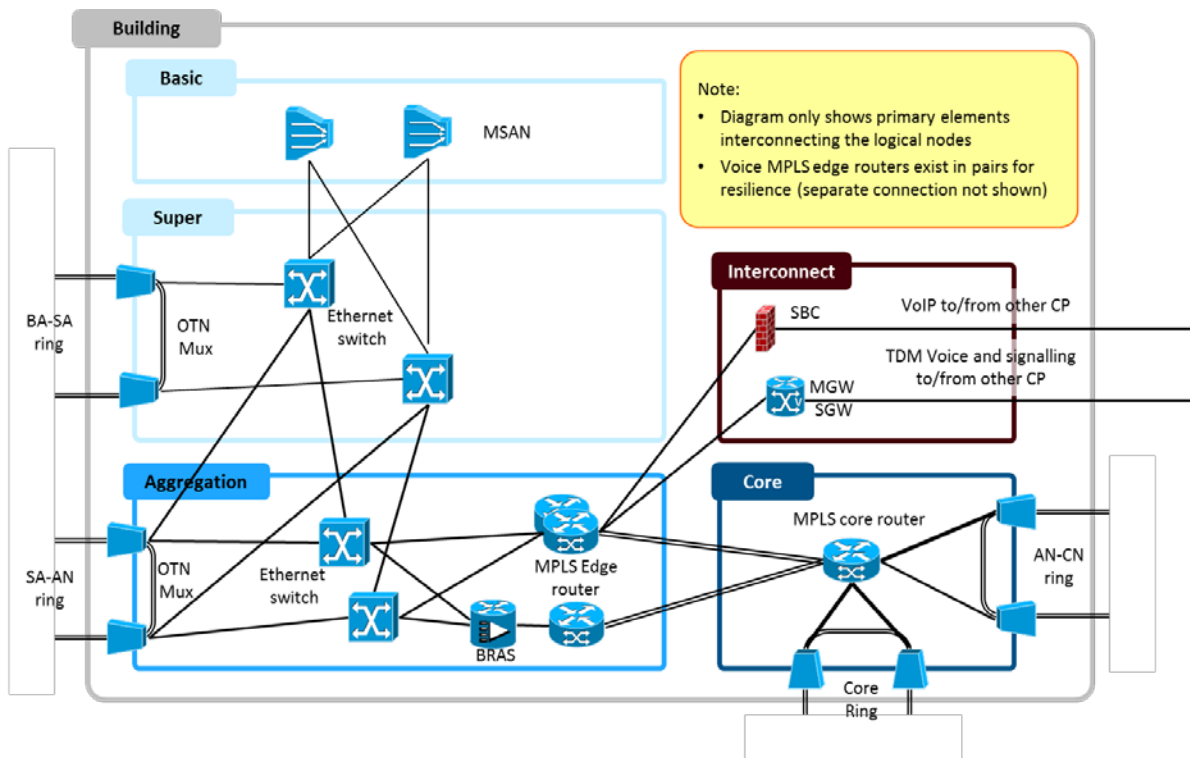 Building
Basic
MSAN
Note:
• Diagram only shows primary elements
interconnecting the logical nodes
• Voice MPLS edge routers exist in pairs for
resilience (separate connection not shown)
Super
BA-SA
ring
OTN
Mux
Ethernet
switch
Interconnect
SBC
VoIP to/from other CP
TDM Voice and signalling
to/from other CP
MGW
SGW
V
Aggregation
SA-AN
ring
OTN
Mux
Ethernet
switch
MPLS Edge
router
BRAS
Core
MPLS core router
AN-CN
ring
Core
Ring